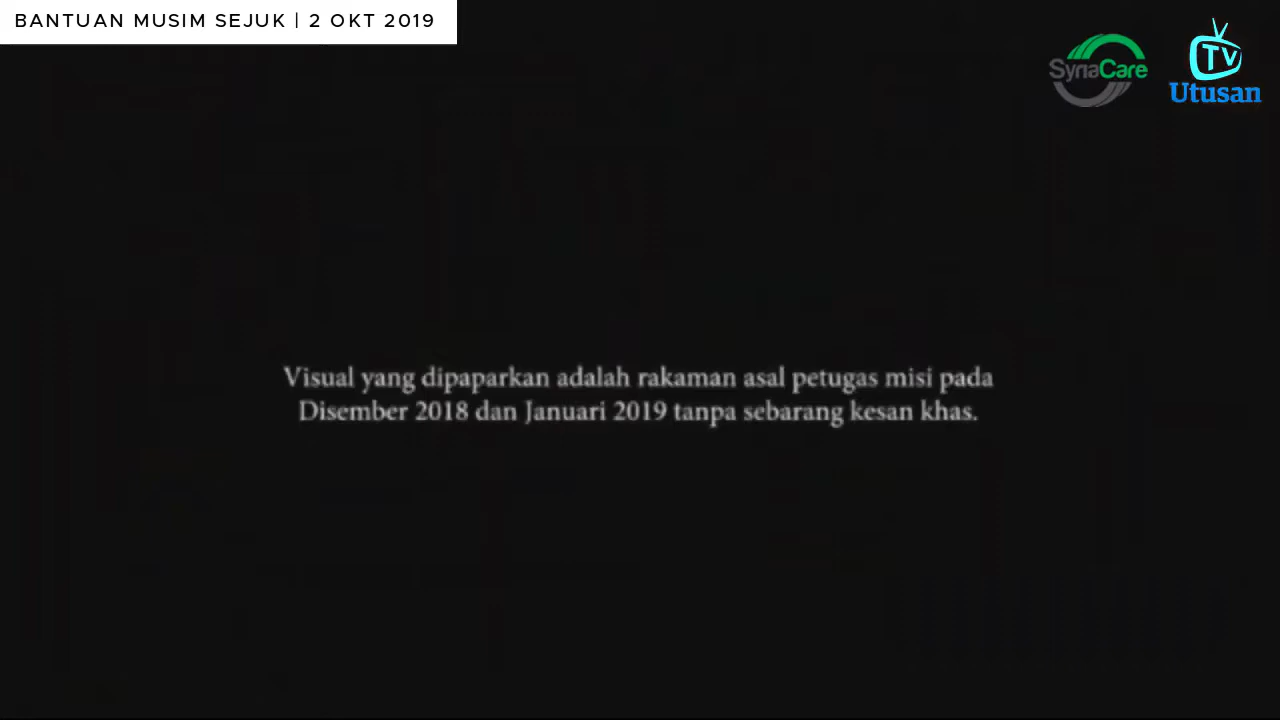 BANTUAN MUSIM SEJUK | 2 OKT 2019
SyriaCare
TV
Utusan
Visual yang dipaparkan adalah rakaman asal petugas misi pada
Disember 2018 dan Januari 2019 tanpa sebarang kesan khas.